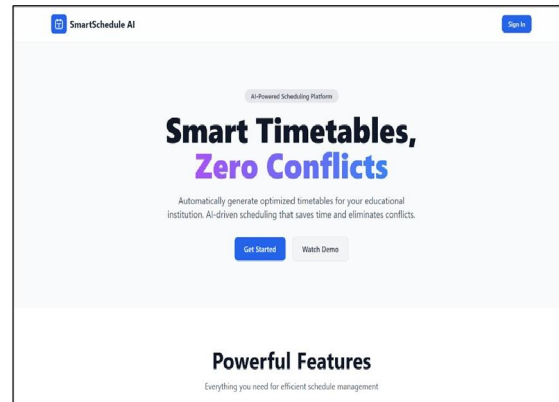 SmartSchedule AI
Sign In
AI-Powered Scheduling Platform
Smart Timetables,
Zero Conflicts
Automatically generate optimized timetables for your educational
institution. AI-driven scheduling that saves time and eliminates conflicts.
Get Started
Watch Demo
Powerful Features
Everything you need for efficient schedule management